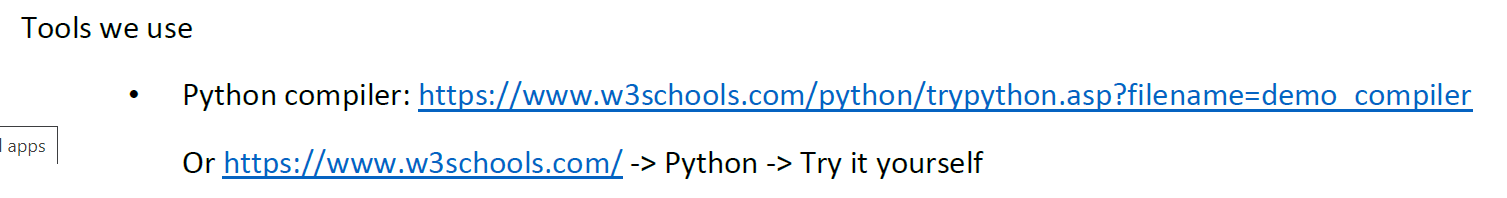 Tools we use
• Python compiler: https://www.w3schools.com/python/trypython.asp?filename=demo_compiler
apps
Or https://www.w3schools.com/ -> Python -> Try it yourself